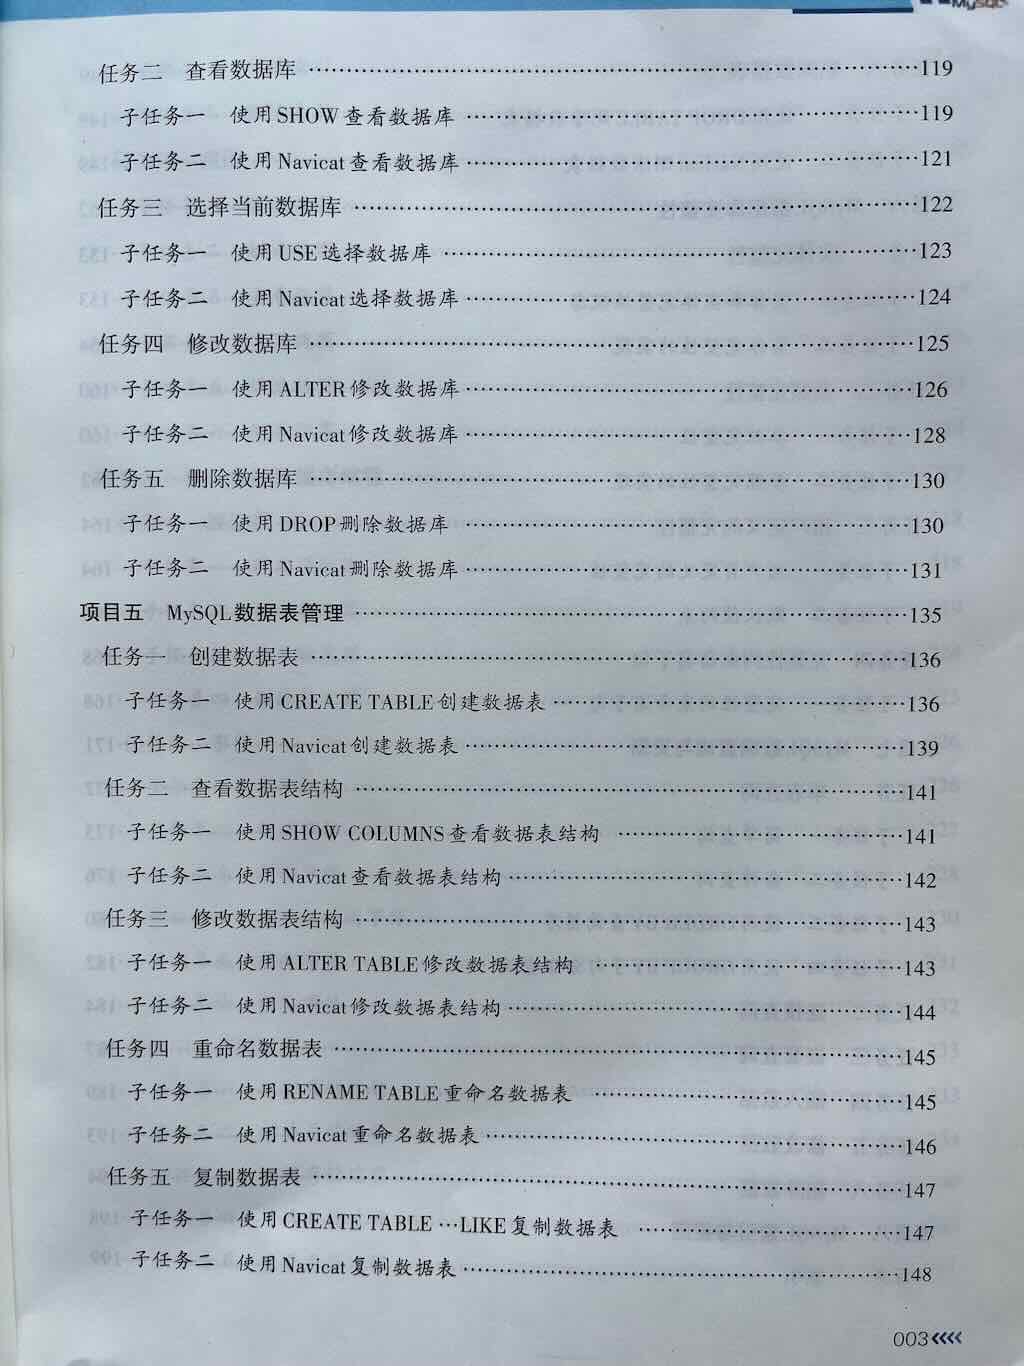 MySQL
任务二 查看数据库 ……………………………………119
子任务一 使用SHOW查看数据库 ……………………………………119
子任务二 使用Navicat查看数据库 ……………………………………121
任务三 选择当前数据库 ……………………………………122
子任务一 使用USE选择数据库 ……………………………………123
子任务二 使用Navicat选择数据库 ……………………………………124
任务四 修改数据库 ……………………………………125
子任务一 使用ALTER修改数据库 ……………………………………126
子任务二 使用Navicat修改数据库 ……………………………………128
任务五 删除数据库 ……………………………………130
子任务一 使用DROP删除数据库 ……………………………………130
子任务二 使用Navicat删除数据库 ……………………………………131
项目五 MySQL数据表管理 ……………………………………135
任务一 创建数据表 ……………………………………136
子任务一 使用CREATE TABLE创建数据表 ……………………………………136
子任务二 使用Navicat创建数据表 ……………………………………139
任务二 查看数据表结构 ……………………………………141
子任务一 使用SHOW COLUMNS查看数据表结构 ……………………………………141
子任务二 使用Navicat查看数据表结构 ……………………………………142
任务三 修改数据表结构 ……………………………………143
子任务一 使用ALTER TABLE修改数据表结构 ……………………………………143
子任务二 使用Navicat修改数据表结构 ……………………………………144
任务四 重命名数据表 ……………………………………145
子任务一 使用RENAME TABLE重命名数据表 ……………………………………145
子任务二 使用Navicat重命名数据表 ……………………………………146
任务五 复制数据表 ……………………………………147
子任务一 使用CREATE TABLE …LIKE复制数据表 ……………………………………147
子任务二 使用Navicat复制数据表 ……………………………………148
003